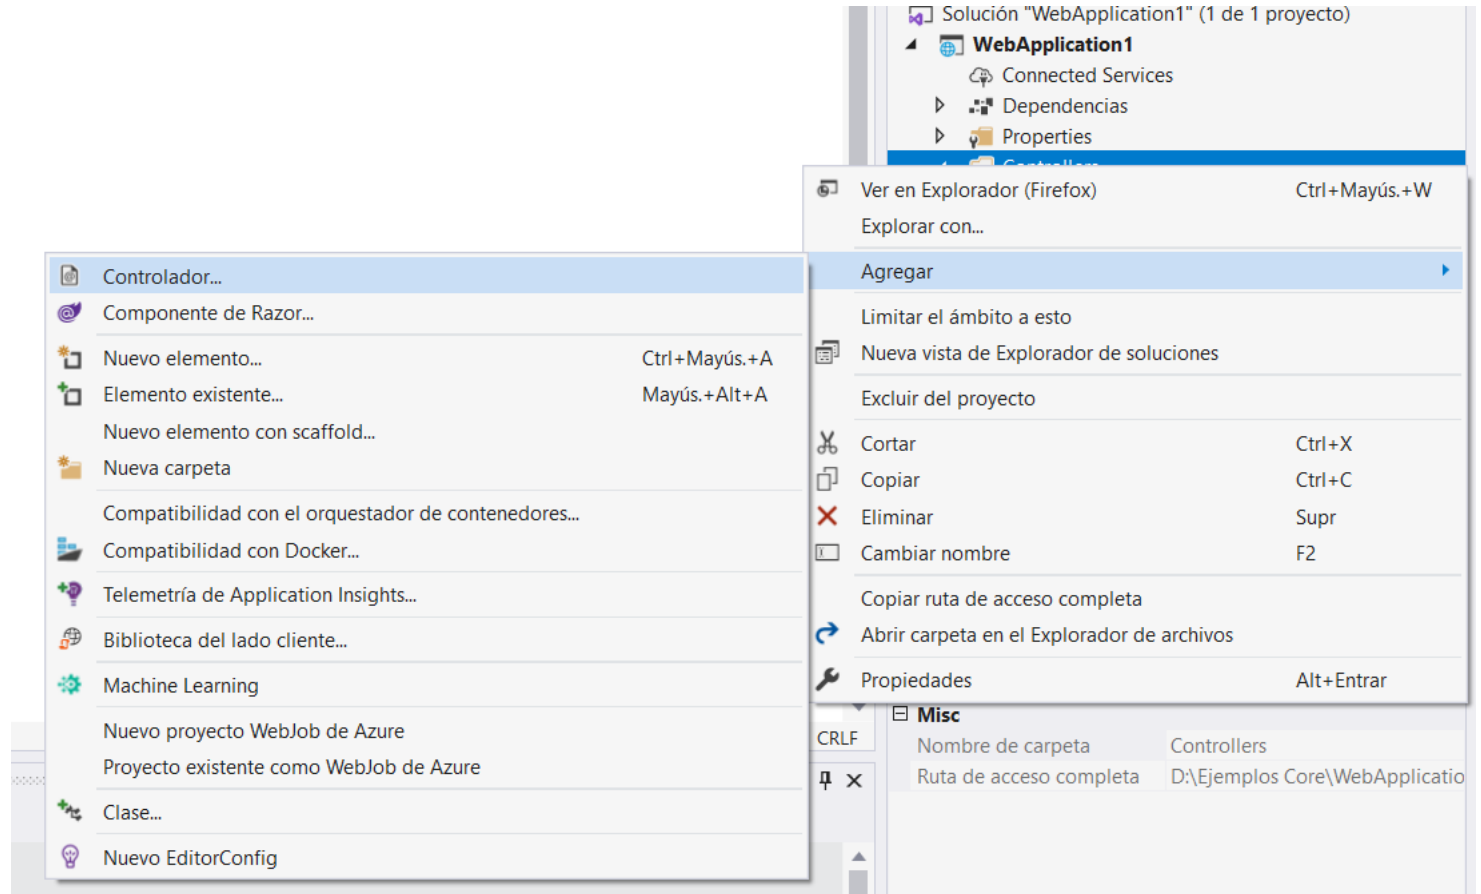 Solución "WebApplication1" (1 de 1 proyecto)
WebApplication1
Connected Services
Dependencias
Properties
Controllers
Ver en Explorador (Firefox) Ctrl+Mayús.+W
Explorar con...
Agregar
Limitar el ámbito a esto
Nueva vista de Explorador de soluciones
Excluir del proyecto
Cortar Ctrl+X
Copiar Ctrl+C
Eliminar Supr
Cambiar nombre F2
Copiar ruta de acceso completa
Abrir carpeta en el Explorador de archivos
Propiedades Alt+Entrar
Controlador...
Componente de Razor...
Nuevo elemento... Ctrl+Mayús.+A
Elemento existente... Mayús.+Alt+A
Nuevo elemento con scaffold...
Nueva carpeta
Compatibilidad con el orquestador de contenedores...
Compatibilidad con Docker...
Telemetría de Application Insights...
Biblioteca del lado cliente...
Machine Learning
Nuevo proyecto WebJob de Azure
Proyecto existente como WebJob de Azure
Clase...
Nuevo EditorConfig
CRLF
Misc
Nombre de carpeta Controllers
Ruta de acceso completa D:\Ejemplos Core\WebApplicatio